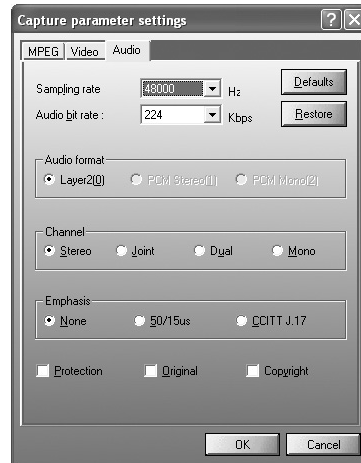 Capture parameter settings
MPEG Video Audio
Sampling rate 48000 Hz Defaults
Audio bit rate : 224 Kbps Restore
Audio format
Layer2(0) PCM Stereo(1) PCM Mono(2)
Channel
Stereo Joint Dual Mono
Emphasis
None 50/15us CCITT J.17
Protection Original Copyright
OK Cancel